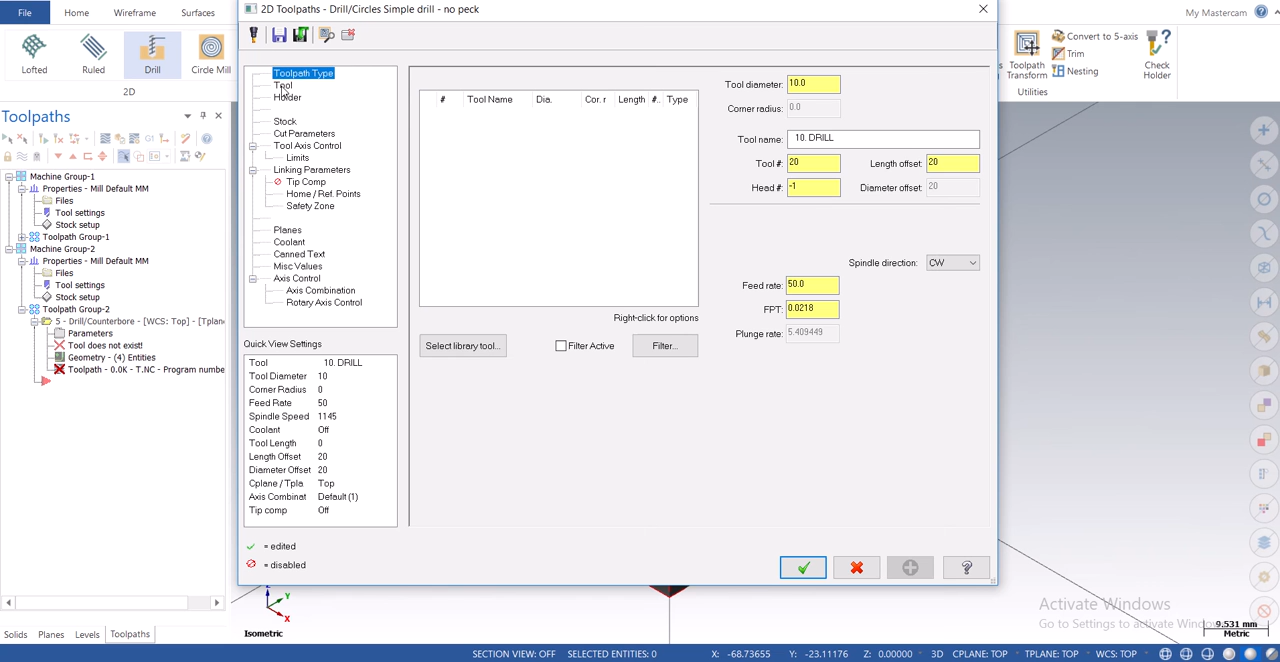 File Home Wireframe Surfaces
2D Toolpaths - Drill/Circles Simple drill - no peck
My Mastercam
Lofted Ruled Drill Circle Mill
2D
Toolpath Transform
Convert to 5-axis
Trim
Nesting
Check Holder
Utilities
Toolpaths
G1
Machine Group-1
Properties - Mill Default MM
Files
Tool settings
Stock setup
Toolpath Group-1
Machine Group-2
Properties - Mill Default MM
Files
Tool settings
Stock setup
Toolpath Group-2
5 - Drill/Counterbore - [WCS: Top] - [Tplan
Parameters
Tool does not exist!
Geometry - (4) Entities
Toolpath - 0.0K - T.NC - Program numbe
Toolpath Type
Tool
Holder
Stock
Cut Parameters
Tool Axis Control
Limits
Linking Parameters
Tip Comp
Home / Ref. Points
Safety Zone
Planes
Coolant
Canned Text
Misc Values
Axis Control
Axis Combination
Rotary Axis Control
Quick View Settings
Tool 10. DRILL
Tool Diameter 10
Corner Radius 0
Feed Rate 50
Spindle Speed 1145
Coolant Off
Tool Length 0
Length Offset 20
Diameter Offset 20
Cplane / Tpla Top
Axis Combinat Default (1)
Tip comp Off
= edited
= disabled
# Tool Name Dia. Cor. r Length #.. Type
Right-click for options
Select library tool...
Filter Active
Filter...
Tool diameter: 10.0
Corner radius: 0.0
Tool name: 10. DRILL
Tool #: 20 Length offset: 20
Head #: -1 Diameter offset: 20
Spindle direction: CW
Feed rate: 50.0
FPT: 0.0218
Plunge rate: 5.409449
Z Y
X
Isometric
Activate Windows
Go to Settings to activate Windows
9.531 mm
Metric
Solids Planes Levels Toolpaths
SECTION VIEW: OFF SELECTED ENTITIES: 0 X: -68.73655 Y: -23.11176 Z: 0.00000 3D CPLANE: TOP TPLANE: TOP WCS: TOP